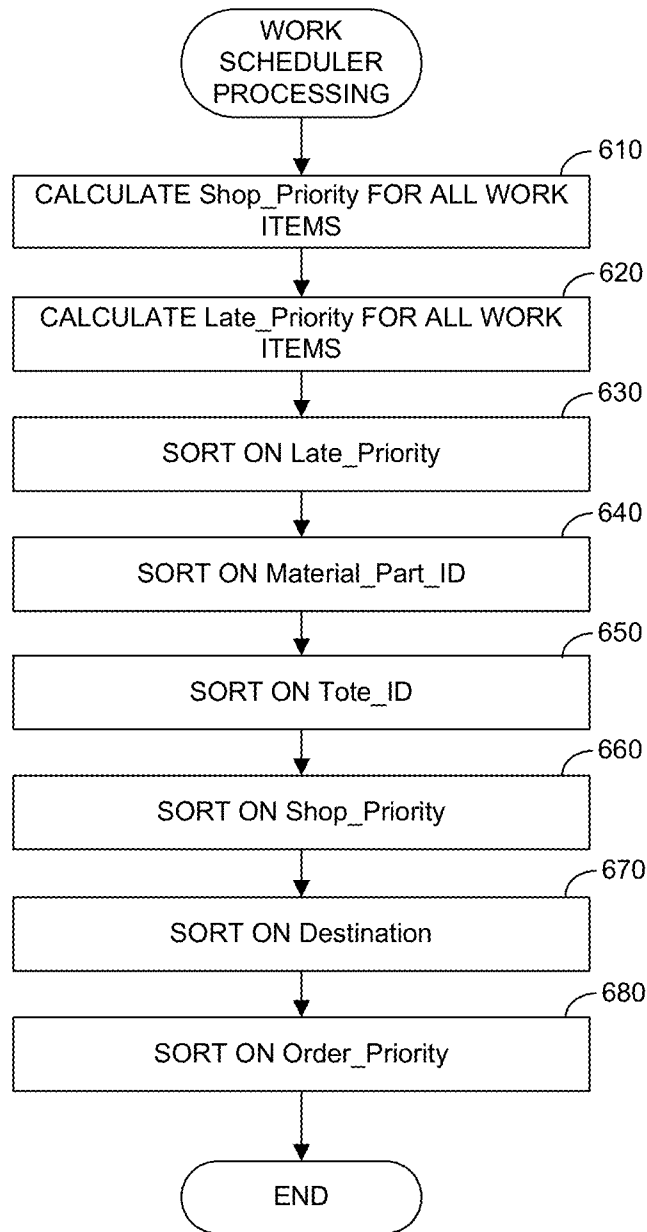 WORK
SCHEDULER
PROCESSING
610
CALCULATE Shop_Priority FOR ALL WORK
ITEMS
620
CALCULATE Late_Priority FOR ALL WORK
ITEMS
630
SORT ON Late_Priority
640
SORT ON Material_Part_ID
650
SORT ON Tote_ID
660
SORT ON Shop_Priority
670
SORT ON Destination
680
SORT ON Order_Priority
END